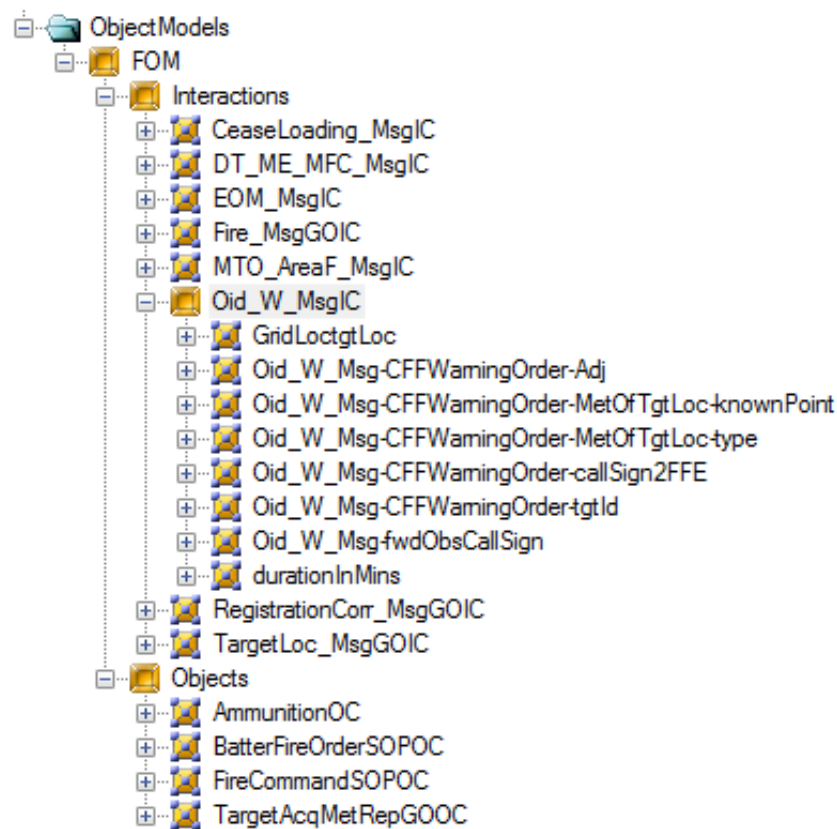 ObjectModels
FOM
Interactions
CeaseLoading_MsgIC
DT_ME_MFC_MsgIC
EOM_MsgIC
Fire_MsgGOIC
MTO_AreaF_MsgIC
Oid_W_MsgIC
GridLoctgtLoc
Oid_W_Msg-CFFWarningOrder-Adj
Oid_W_Msg-CFFWarningOrder-MetOfTgtLoc-knownPoint
Oid_W_Msg-CFFWarningOrder-MetOfTgtLoc-type
Oid_W_Msg-CFFWarningOrder-callSign2FFE
Oid_W_Msg-CFFWarningOrder-tgtId
Oid_W_Msg-fwdObsCallSign
durationInMins
RegistrationCorr_MsgGOIC
TargetLoc_MsgGOIC
Objects
AmmunitionOC
BatterFireOrderSOPOC
FireCommandSOPOC
TargetAcqMetRepGOOC